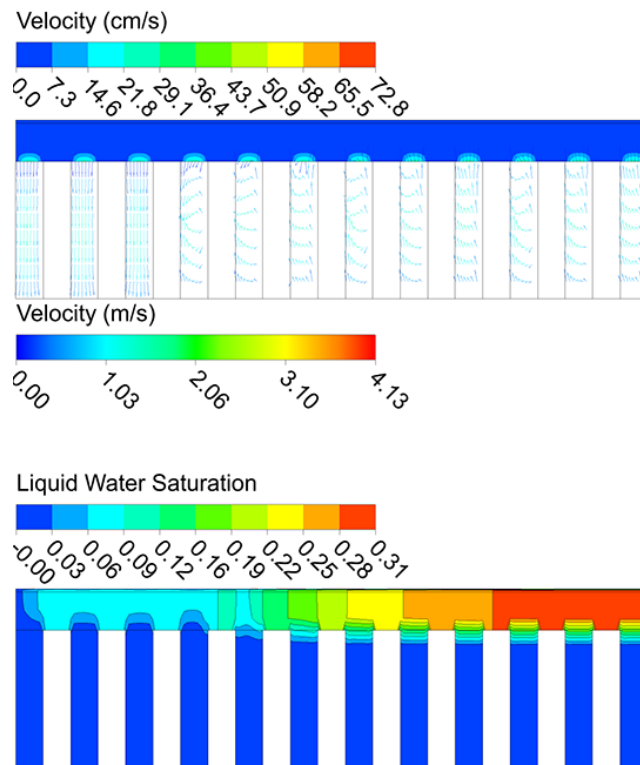 Velocity (cm/s)
0.0 7.3 14.6 21.8 29.1 36.4 43.7 50.9 58.2 65.5 72.8
Velocity (m/s)
0.00 1.03 2.06 3.10 4.13
Liquid Water Saturation
-0.00 0.03 0.06 0.09 0.12 0.16 0.19 0.22 0.25 0.28 0.31